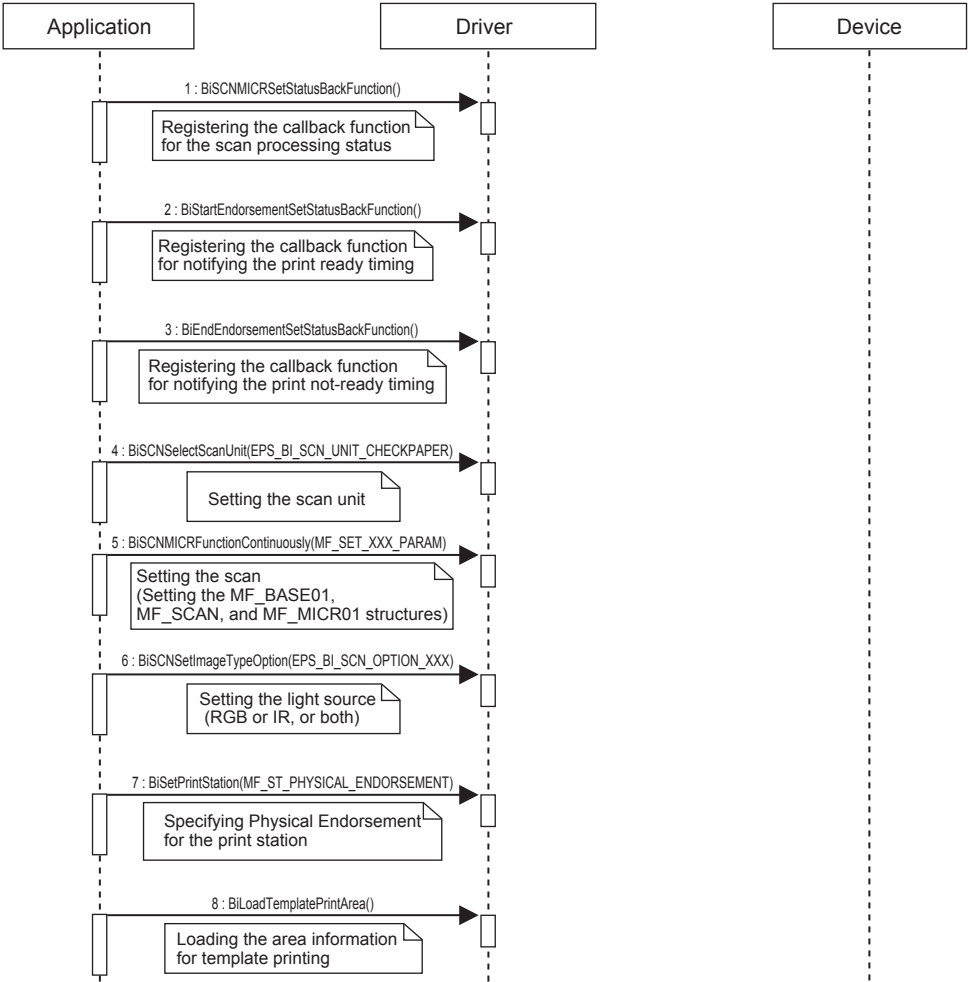 Application
Driver
Device
1 : BiSCNMICRSetStatusBackFunction()
Registering the callback function
for the scan processing status
2 : BiStartEndorsementSetStatusBackFunction()
Registering the callback function
for notifying the print ready timing
3 : BiEndEndorsementSetStatusBackFunction()
Registering the callback function
for notifying the print not-ready timing
4 : BiSCNSelectScanUnit(EPS_BI_SCN_UNIT_CHECKPAPER)
Setting the scan unit
5 : BiSCNMICRFunctionContinuously(MF_SET_XXX_PARAM)
Setting the scan
(Setting the MF_BASE01,
MF_SCAN, and MF_MICR01 structures)
6 : BiSCNSetImageTypeOption(EPS_BI_SCN_OPTION_XXX)
Setting the light source
(RGB or IR, or both)
7 : BiSetPrintStation(MF_ST_PHYSICAL_ENDORSEMENT)
Specifying Physical Endorsement
for the print station
8 : BiLoadTemplatePrintArea()
Loading the area information
for template printing